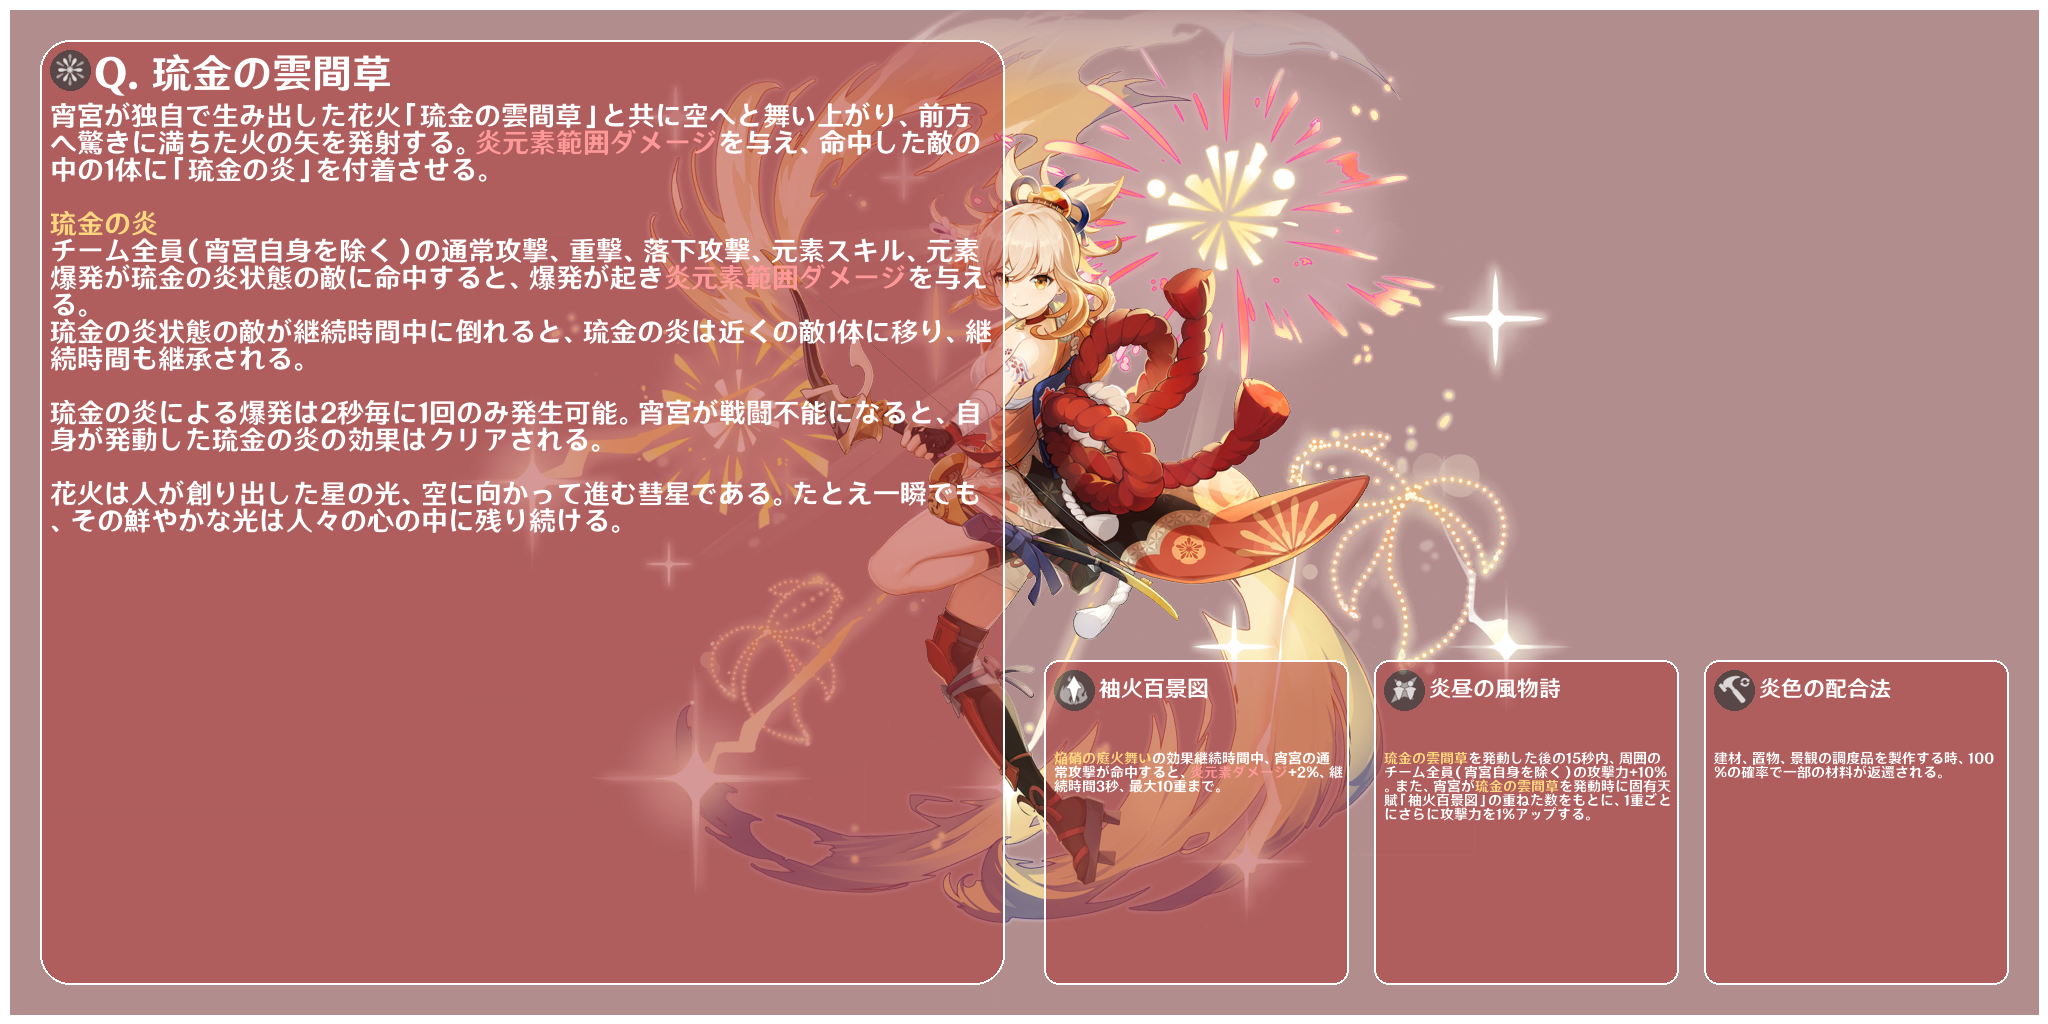 Q. 琉金の雲間草
宵宮が独自で生み出した花火「琉金の雲間草」と共に空へと舞い上がり、前方
へ驚きに満ちた火の矢を発射する。炎元素範囲ダメージを与え、命中した敵の
中の1体に「琉金の炎」を付着させる。
琉金の炎
チーム全員(宵宮自身を除く)の通常攻撃、重撃、落下攻撃、元素スキル、元素
爆発が琉金の炎状態の敵に命中すると、爆発が起き炎元素範囲ダメージを与え
る。
琉金の炎状態の敵が継続時間中に倒れると、琉金の炎は近くの敵1体に移り、継
続時間も継承される。
琉金の炎による爆発は2秒毎に1回のみ発生可能。宵宮が戦闘不能になると、自
身が発動した琉金の炎の効果はクリアされる。
花火は人が創り出した星の光、空に向かって進む彗星である。たとえ一瞬でも
、その鮮やかな光は人々の心の中に残り続ける。
袖火百景図
焔硝の庭火舞いの効果継続時間中、宵宮の通
常攻撃が命中すると、炎元素ダメージ+2%、継
続時間3秒、最大10重まで。
炎昼の風物詩
琉金の雲間草を発動した後の15秒内、周囲の
チーム全員(宵宮自身を除く)の攻撃力+10%
。また、宵宮が琉金の雲間草を発動時に固有天
賦「袖火百景図」の重ねた数をもとに、1重ごと
にさらに攻撃力を1%アップする。
炎色の配合法
建材、置物、景観の調度品を製作する時、100
%の確率で一部の材料が返還される。